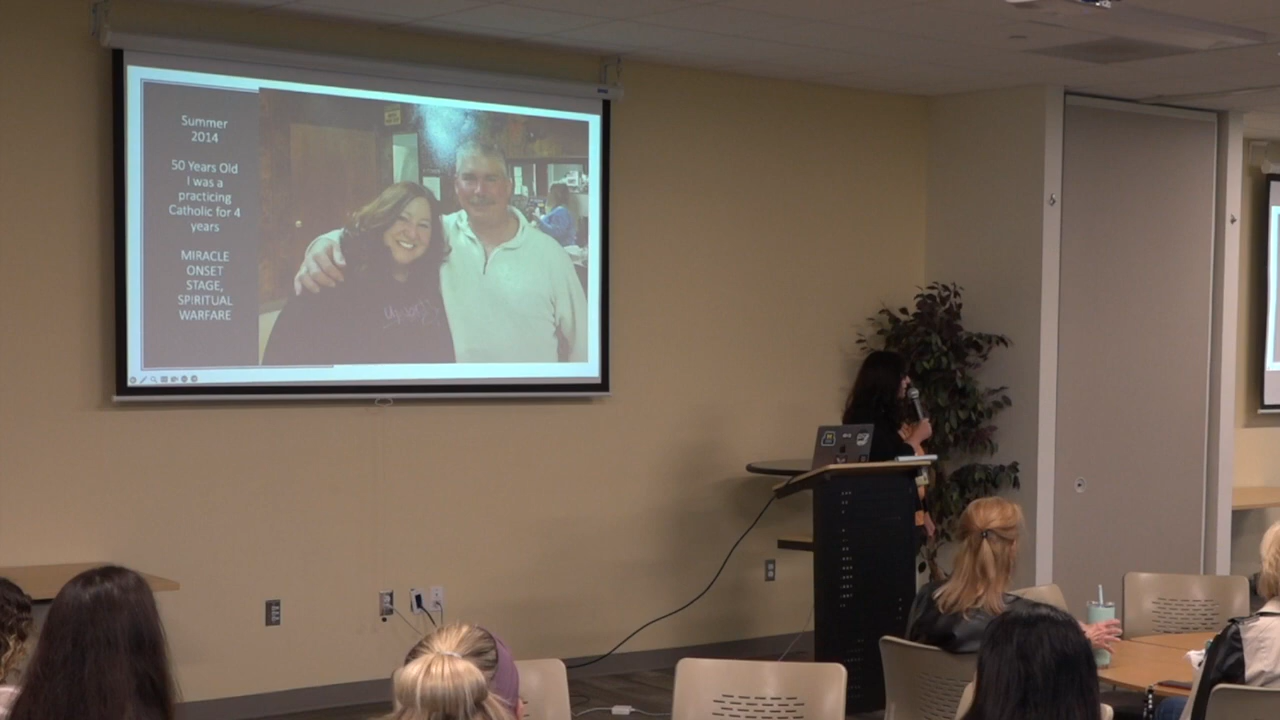 Summer
2014
50 Years Old
I was a
practicing
Catholic for 4
years
MIRACLE
ONSET
STAGE,
SPIRITUAL
WARFARE